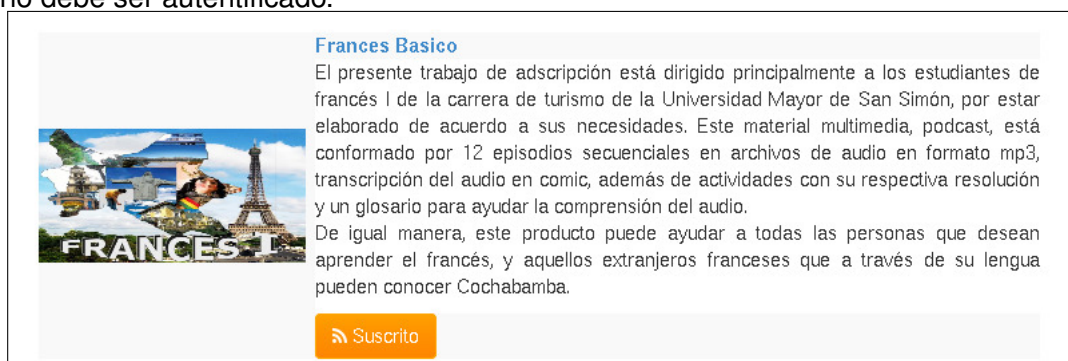 no debe ser autentificado.
Frances Basico
El presente trabajo de adscripción está dirigido principalmente a los estudiantes de
francés I de la carrera de turismo de la Universidad Mayor de San Simón, por estar
elaborado de acuerdo a sus necesidades. Este material multimedia, podcast, está
conformado por 12 episodios secuenciales en archivos de audio en formato mp3,
transcripción del audio en comic, además de actividades con su respectiva resolución
y un glosario para ayudar la comprensión del audio.
De igual manera, este producto puede ayudar a todas las personas que desean
aprender el francés, y aquellos extranjeros franceses que a través de su lengua
pueden conocer Cochabamba.
FRANCES I
Suscrito